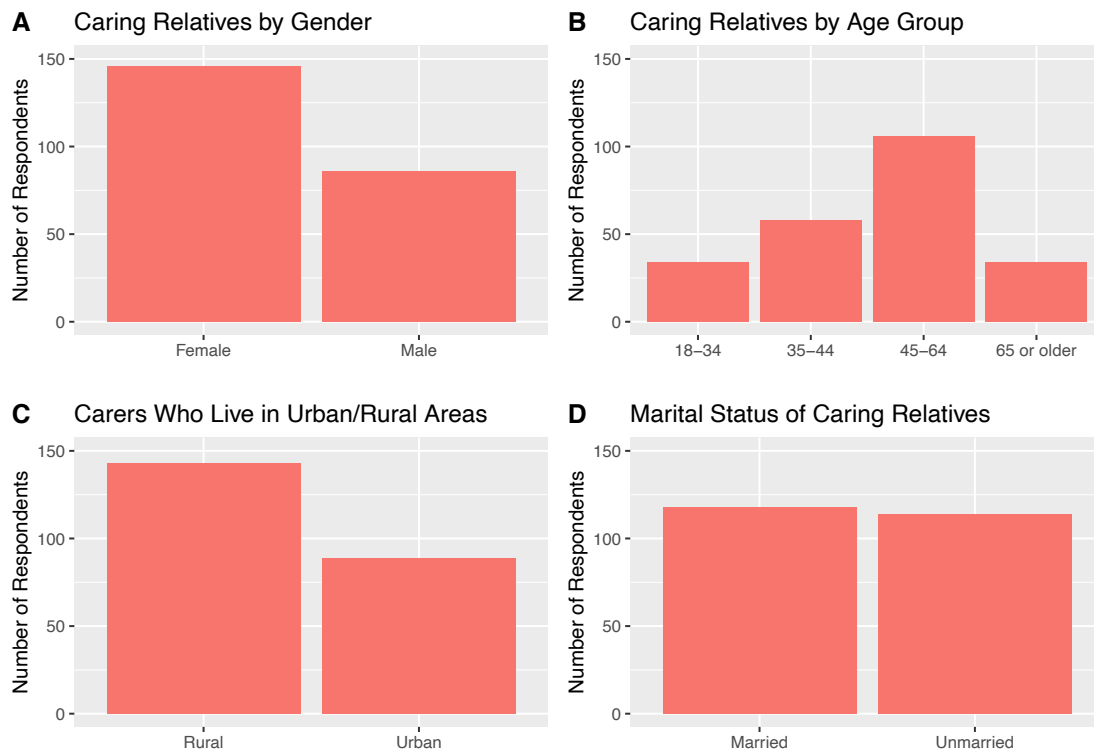 A Caring Relatives by Gender
Number of Respondents
150
100
50
0
Female Male
B Caring Relatives by Age Group
Number of Respondents
150
100
50
0
18–34 35–44 45–64 65 or older
C Carers Who Live in Urban/Rural Areas
Number of Respondents
150
100
50
0
Rural Urban
D Marital Status of Caring Relatives
Number of Respondents
150
100
50
0
Married Unmarried